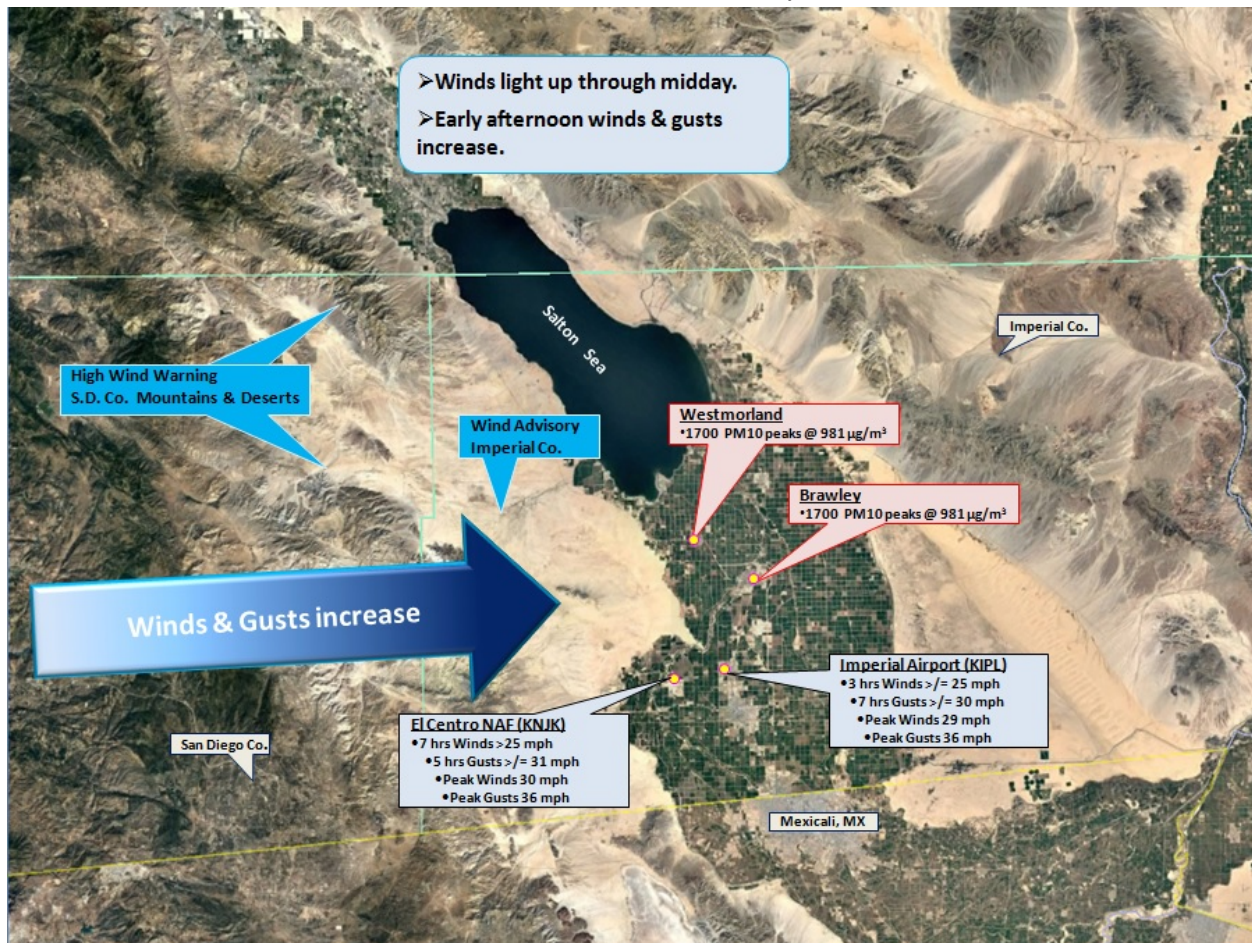 ➢Winds light up through midday.
➢Early afternoon winds & gusts
increase.
Salton Sea
Imperial Co.
High Wind Warning
S.D. Co. Mountains & Deserts
Wind Advisory
Imperial Co.
Westmorland
•1700 PM10 peaks @ 981 µg/m³
Brawley
•1700 PM10 peaks @ 981 µg/m³
Winds & Gusts increase
Imperial Airport (KIPL)
•3 hrs Winds >/= 25 mph
•7 hrs Gusts >/= 30 mph
•Peak Winds 29 mph
•Peak Gusts 36 mph
El Centro NAF (KNJK)
•7 hrs Winds >25 mph
•5 hrs Gusts >/= 31 mph
•Peak Winds 30 mph
•Peak Gusts 36 mph
San Diego Co.
Mexicali, MX